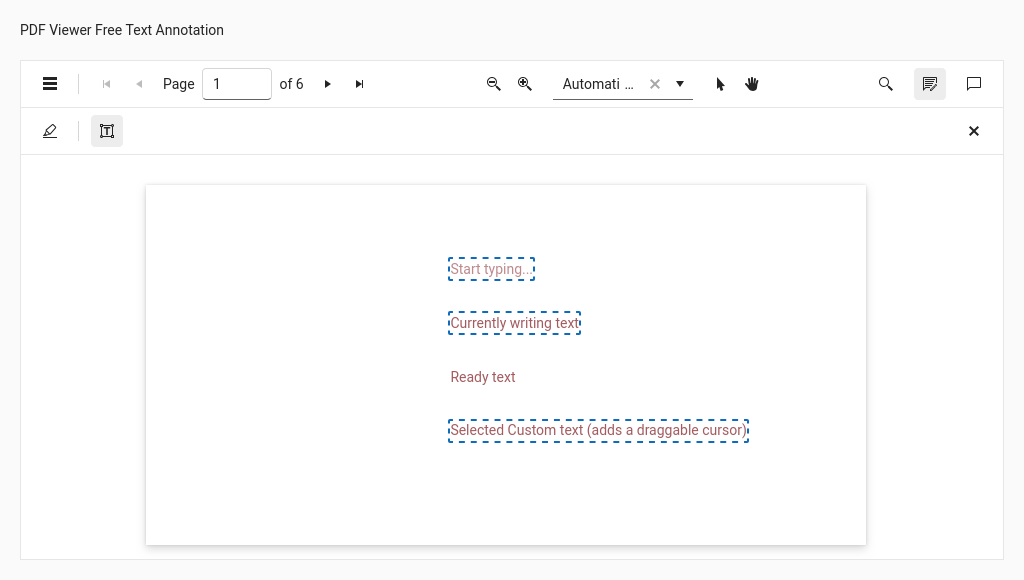 PDF Viewer Free Text Annotation
Page 1 of 6 Automati ...
T
Start typing...
Currently writing text
Ready text
Selected Custom text (adds a draggable cursor)